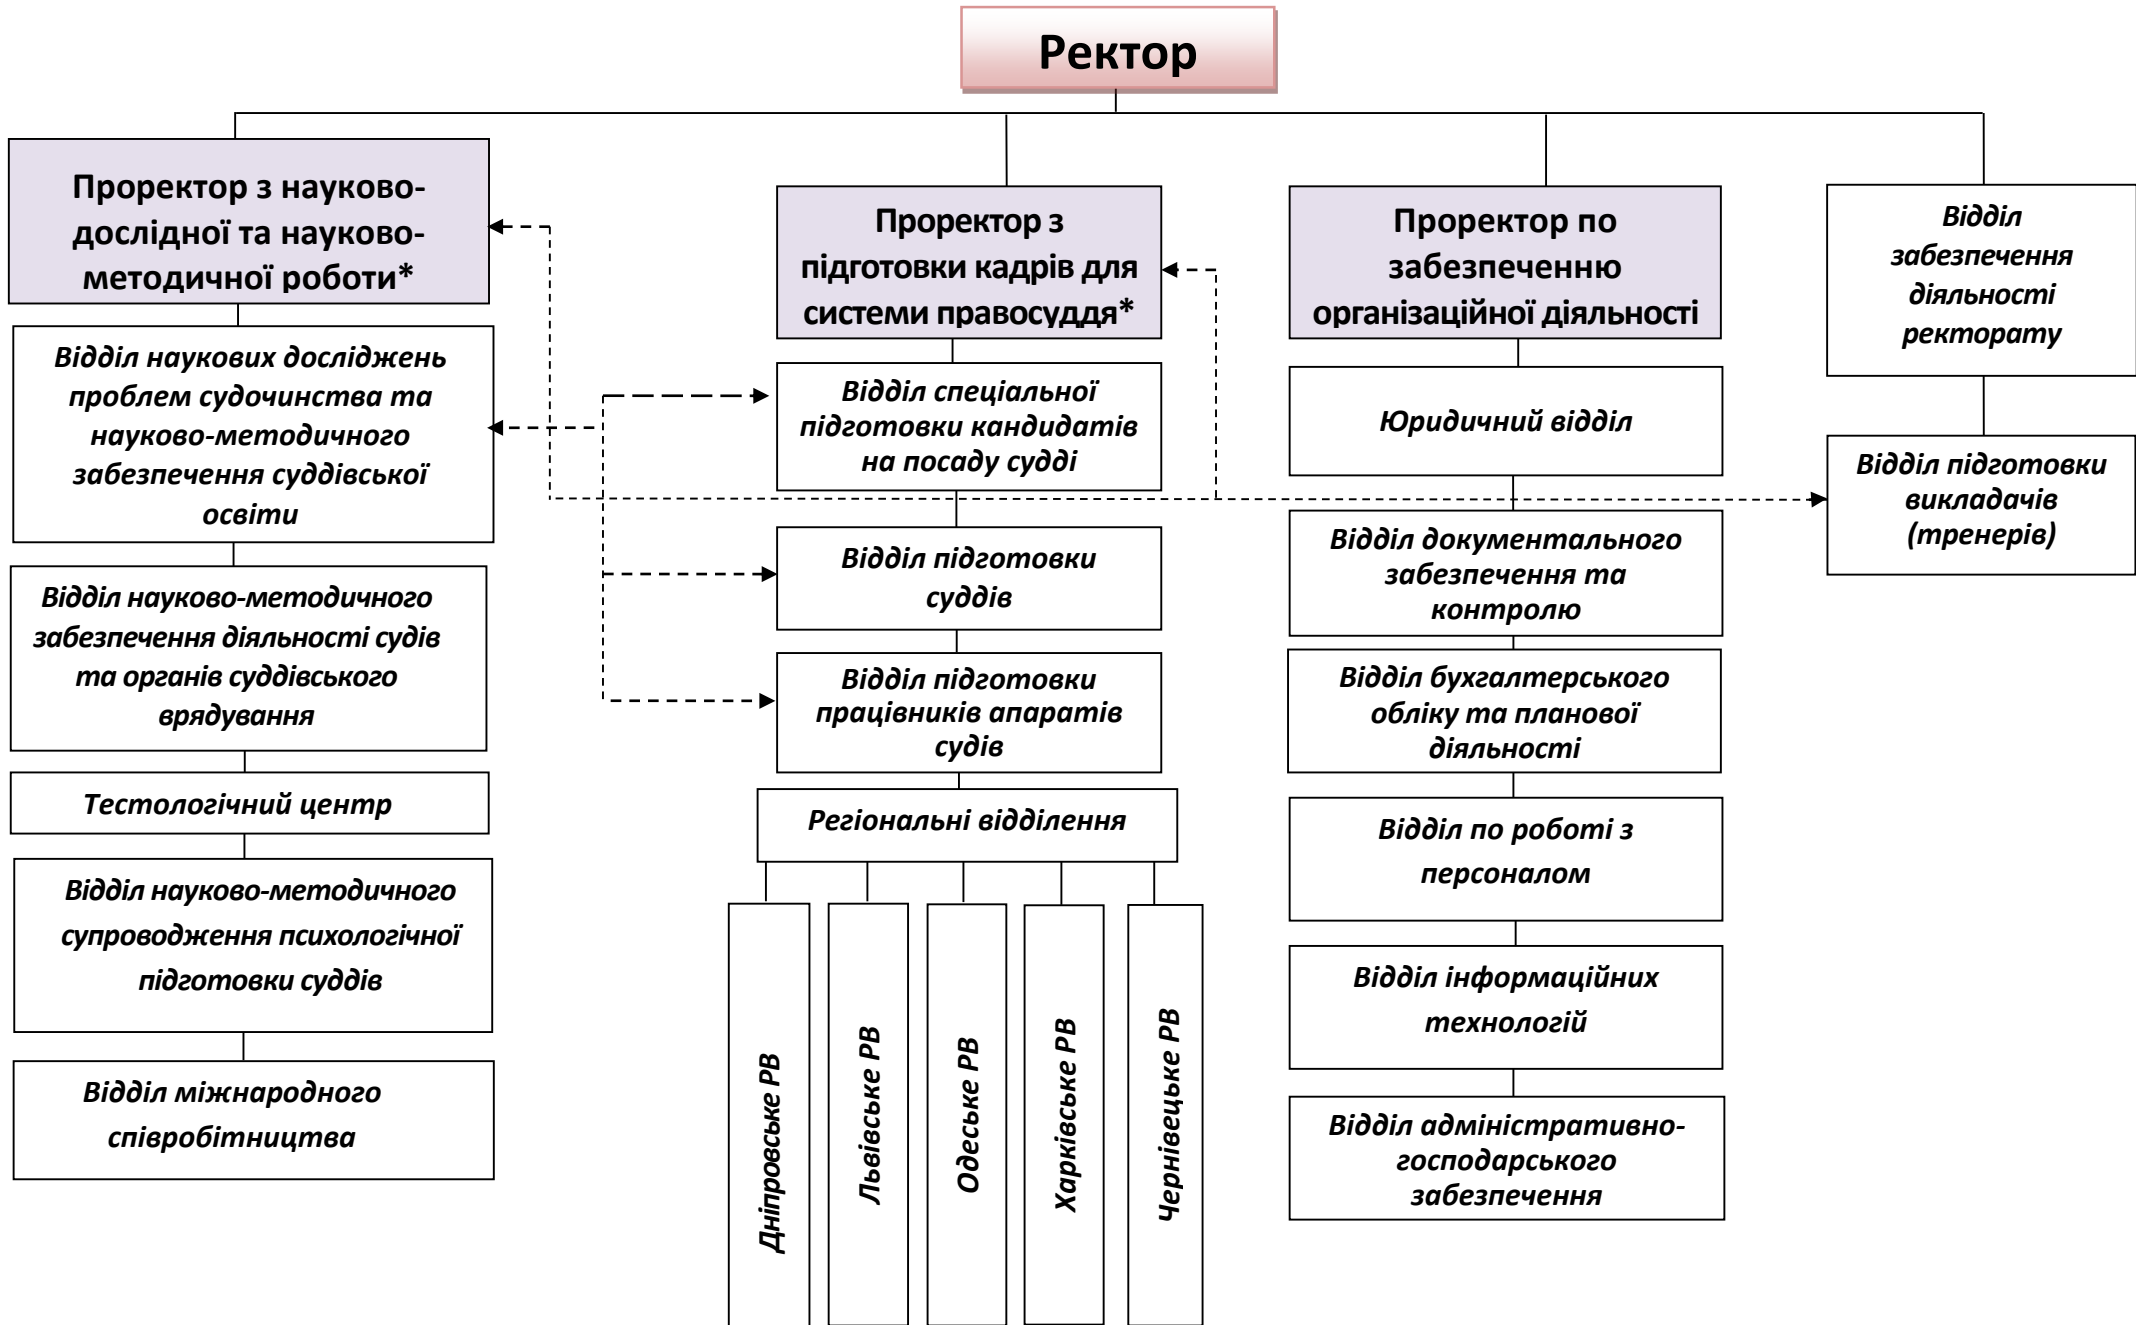 Ректор
Проректор з науково-
дослідної та науково-
методичної роботи*
Відділ наукових досліджень
проблем судочинства та
науково-методичного
забезпечення суддівської
освіти
Відділ науково-методичного
забезпечення діяльності судів
та органів суддівського
врядування
Тестологічний центр
Відділ науково-методичного
супроводження психологічної
підготовки суддів
Відділ міжнародного
співробітництва
Проректор з
підготовки кадрів для
системи правосуддя*
Відділ спеціальної
підготовки кандидатів
на посаду судді
Відділ підготовки
суддів
Відділ підготовки
працівників апаратів
судів
Регіональні відділення
Дніпровське РВ
Львівське РВ
Одеське РВ
Харківське РВ
Чернівецьке РВ
Проректор по
забезпеченню
організаційної діяльності
Юридичний відділ
Відділ документального
забезпечення та
контролю
Відділ бухгалтерського
обліку та планової
діяльності
Відділ по роботі з
персоналом
Відділ інформаційних
технологій
Відділ адміністративно-
господарського
забезпечення
Відділ
забезпечення
діяльності
ректорату
Відділ підготовки
викладачів
(тренерів)